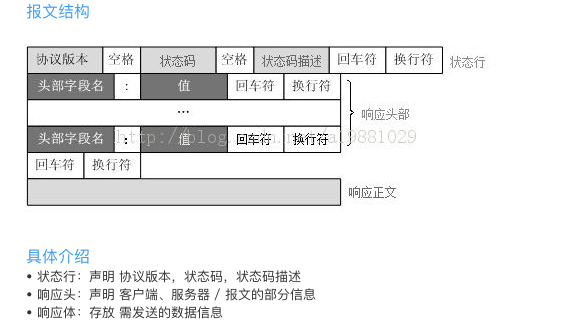 报文结构
协议版本 空格 状态码 空格 状态码描述 回车符 换行符 状态行
头部字段名 : 值 回车符 换行符
... 响应头部
头部字段名 : 值 回车符 换行符
回车符 换行符
响应正文
具体介绍
• 状态行：声明 协议版本，状态码，状态码描述
• 响应头：声明 客户端、服务器 / 报文的部分信息
• 响应体：存放 需发送的数据信息